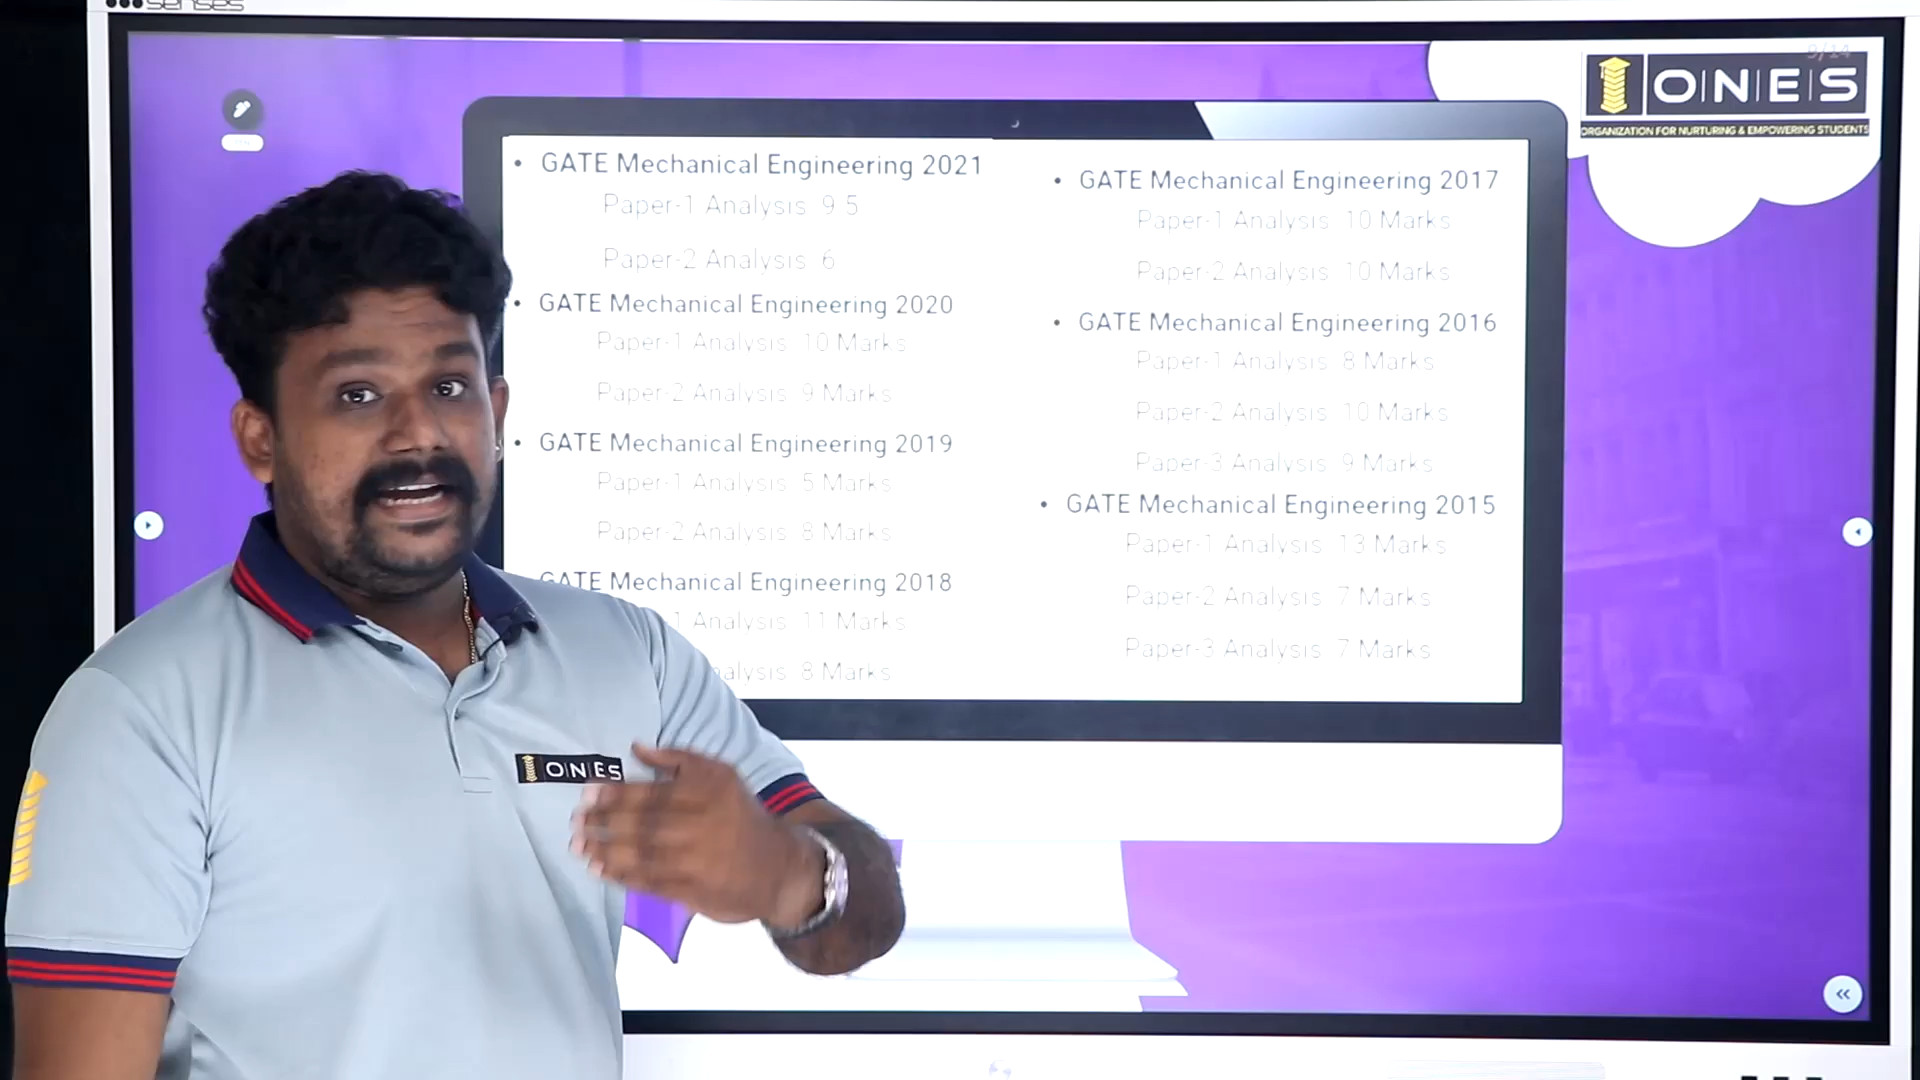 senses
9/14
O|N|E|S
ORGANIZATION FOR NURTURING & EMPOWERING STUDENTS
• GATE Mechanical Engineering 2021
Paper-1 Analysis 9.5
Paper-2 Analysis 6
• GATE Mechanical Engineering 2020
Paper-1 Analysis 10 Marks
Paper-2 Analysis 9 Marks
• GATE Mechanical Engineering 2019
Paper-1 Analysis 5 Marks
Paper-2 Analysis 8 Marks
GATE Mechanical Engineering 2018
1 Analysis 11 Marks
nalysis 8 Marks
• GATE Mechanical Engineering 2017
Paper-1 Analysis 10 Marks
Paper-2 Analysis 10 Marks
• GATE Mechanical Engineering 2016
Paper-1 Analysis 8 Marks
Paper-2 Analysis 10 Marks
Paper-3 Analysis 9 Marks
• GATE Mechanical Engineering 2015
Paper-1 Analysis 13 Marks
Paper-2 Analysis 7 Marks
Paper-3 Analysis 7 Marks
O|N|E|S